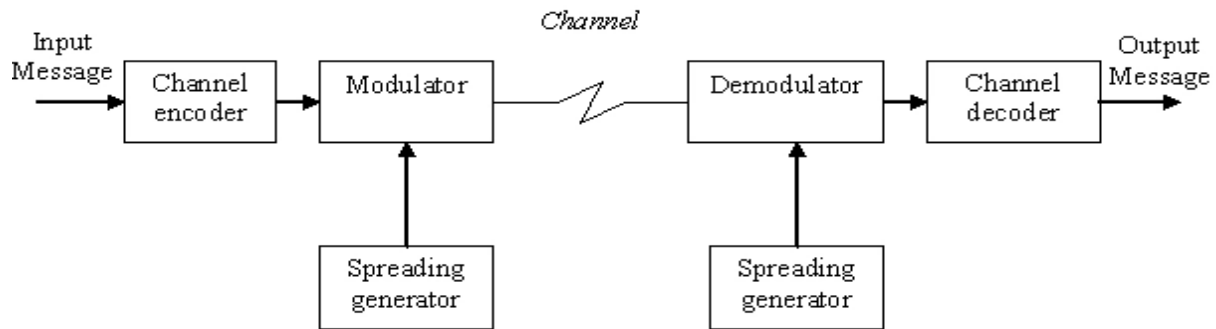 Channel
Input
Message
Channel
encoder
Modulator
Demodulator
Channel
decoder
Output
Message
Spreading
generator
Spreading
generator